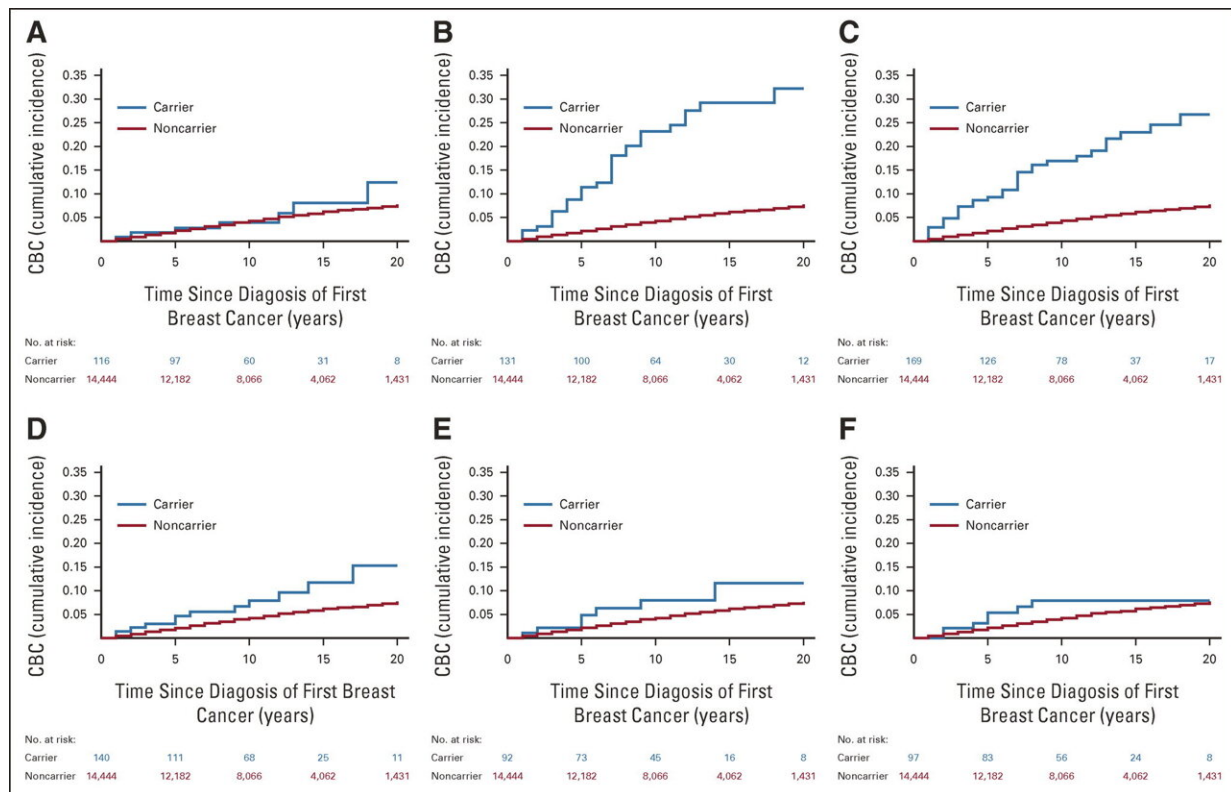 A
CBC (cumulative incidence)
0.35
0.30
0.25
0.20
0.15
0.10
0.05
Carrier
Noncarrier
0 5 10 15 20
Time Since Diagosis of First
Breast Cancer (years)
No. at risk:
Carrier 116 97 60 31 8
Noncarrier 14,444 12,182 8,066 4,062 1,431
B
CBC (cumulative incidence)
0.35
0.30
0.25
0.20
0.15
0.10
0.05
Carrier
Noncarrier
0 5 10 15 20
Time Since Diagosis of First
Breast Cancer (years)
No. at risk:
Carrier 131 100 64 30 12
Noncarrier 14,444 12,182 8,066 4,062 1,431
C
CBC (cumulative incidence)
0.35
0.30
0.25
0.20
0.15
0.10
0.05
Carrier
Noncarrier
0 5 10 15 20
Time Since Diagosis of First
Breast Cancer (years)
No. at risk:
Carrier 169 126 78 37 17
Noncarrier 14,444 12,182 8,066 4,062 1,431
D
CBC (cumulative incidence)
0.35
0.30
0.25
0.20
0.15
0.10
0.05
Carrier
Noncarrier
0 5 10 15 20
Time Since Diagosis of First Breast
Cancer (years)
No. at risk:
Carrier 140 111 68 25 11
Noncarrier 14,444 12,182 8,066 4,062 1,431
E
CBC (cumulative incidence)
0.35
0.30
0.25
0.20
0.15
0.10
0.05
Carrier
Noncarrier
0 5 10 15 20
Time Since Diagosis of First
Breast Cancer (years)
No. at risk:
Carrier 92 73 45 16 8
Noncarrier 14,444 12,182 8,066 4,062 1,431
F
CBC (cumulative incidence)
0.35
0.30
0.25
0.20
0.15
0.10
0.05
Carrier
Noncarrier
0 5 10 15 20
Time Since Diagosis of First
Breast Cancer (years)
No. at risk:
Carrier 97 83 56 24 8
Noncarrier 14,444 12,182 8,066 4,062 1,431